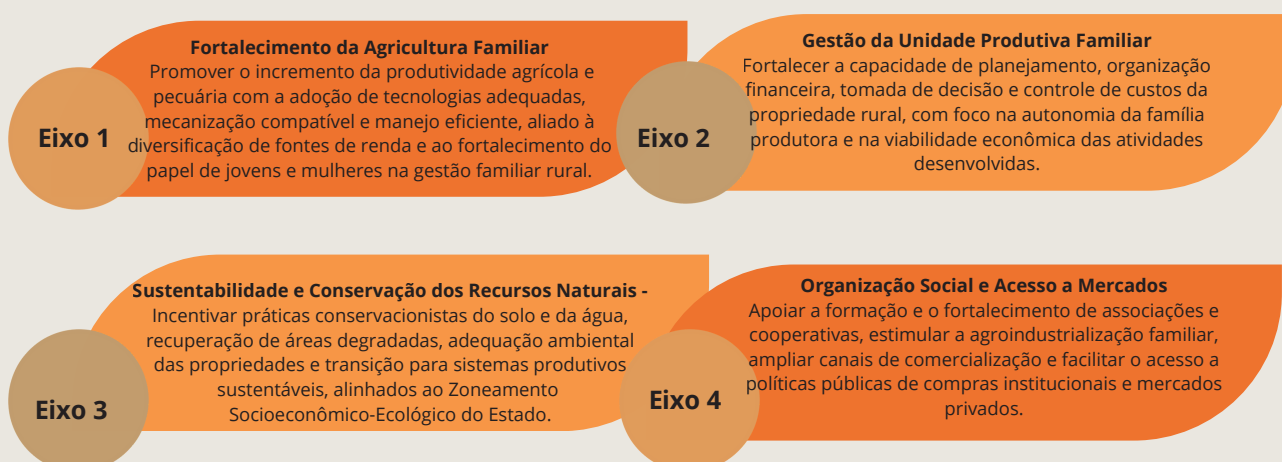 Eixo 1
Fortalecimento da Agricultura Familiar
Promover o incremento da produtividade agrícola e
pecuária com a adoção de tecnologias adequadas,
mecanização compatível e manejo eficiente, aliado à
diversificação de fontes de renda e ao fortalecimento do
papel de jovens e mulheres na gestão familiar rural.
Eixo 2
Gestão da Unidade Produtiva Familiar
Fortalecer a capacidade de planejamento, organização
financeira, tomada de decisão e controle de custos da
propriedade rural, com foco na autonomia da família
produtora e na viabilidade econômica das atividades
desenvolvidas.
Eixo 3
Sustentabilidade e Conservação dos Recursos Naturais -
Incentivar práticas conservacionistas do solo e da água,
recuperação de áreas degradadas, adequação ambiental
das propriedades e transição para sistemas produtivos
sustentáveis, alinhados ao Zoneamento
Socioeconômico-Ecológico do Estado.
Eixo 4
Organização Social e Acesso a Mercados
Apoiar a formação e o fortalecimento de associações e
cooperativas, estimular a agroindustrialização familiar,
ampliar canais de comercialização e facilitar o acesso a
políticas públicas de compras institucionais e mercados
privados.